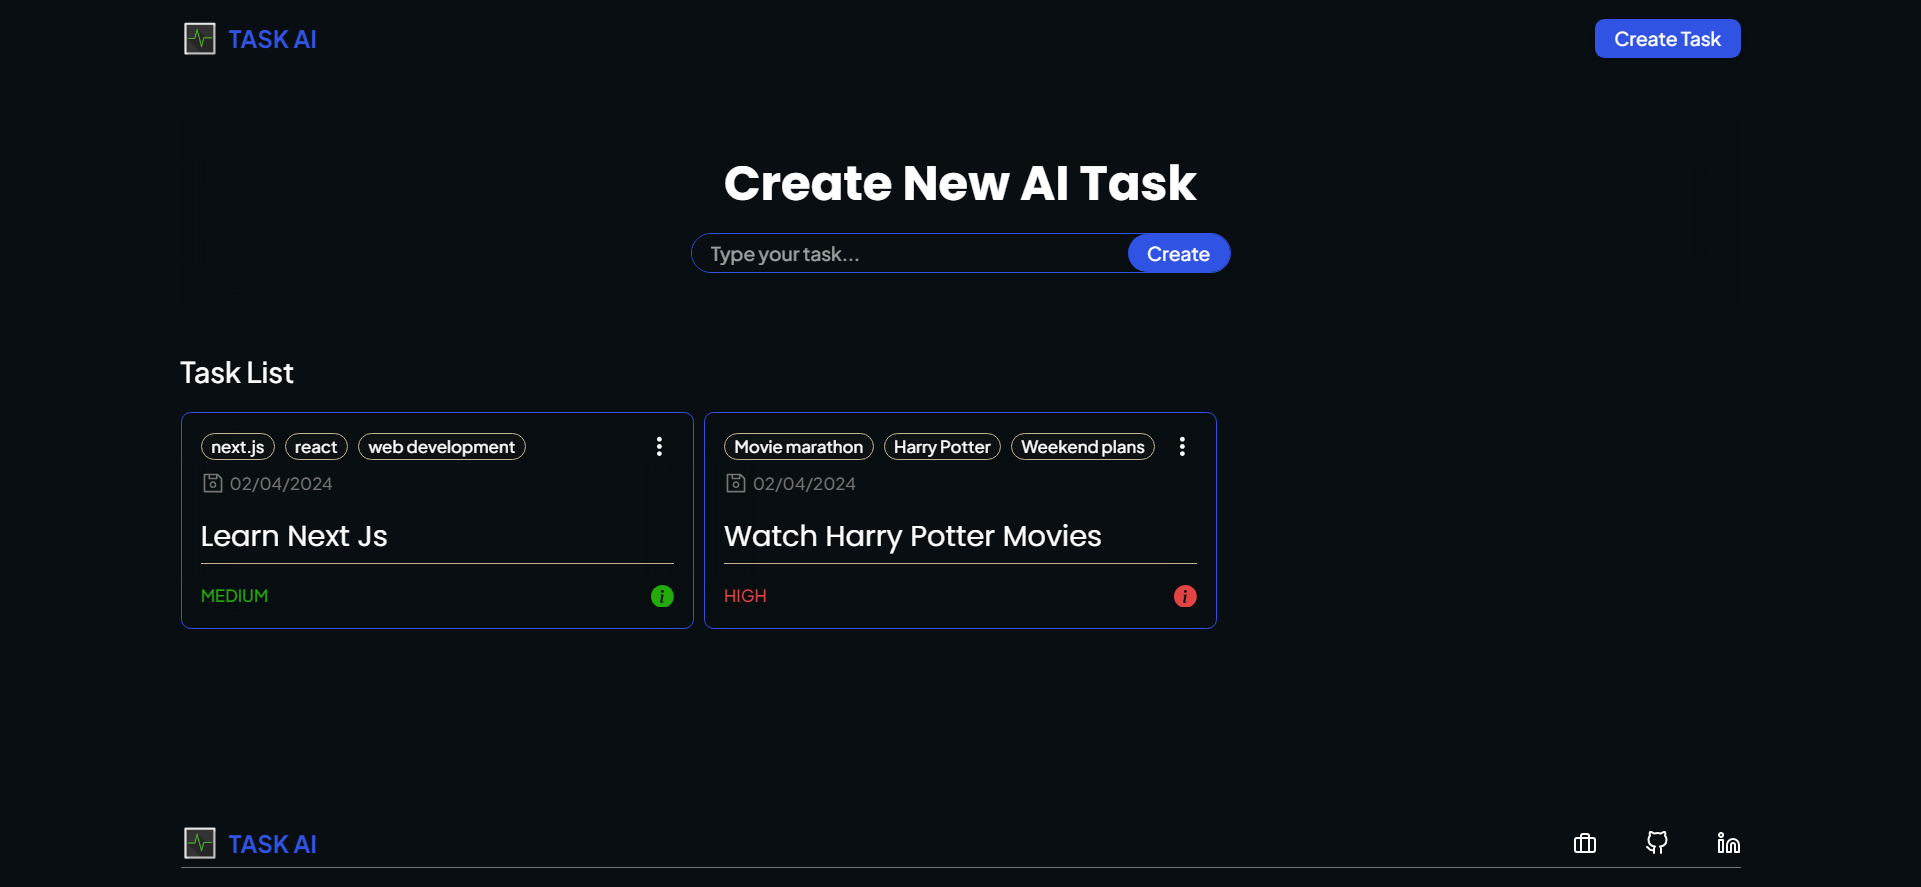 TASK AI
Create Task
Create New AI Task
Type your task...
Create
Task List
next.js react web development
02/04/2024
Learn Next Js
MEDIUM
Movie marathon Harry Potter Weekend plans
02/04/2024
Watch Harry Potter Movies
HIGH
TASK AI